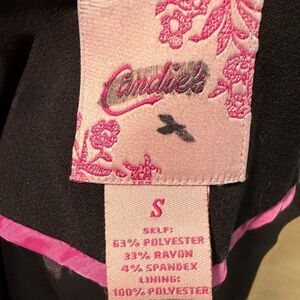 Candie's
S
SELF:
63% POLYESTER
33% RAYON
4% SPANDEX
LINING:
100% POLYESTER